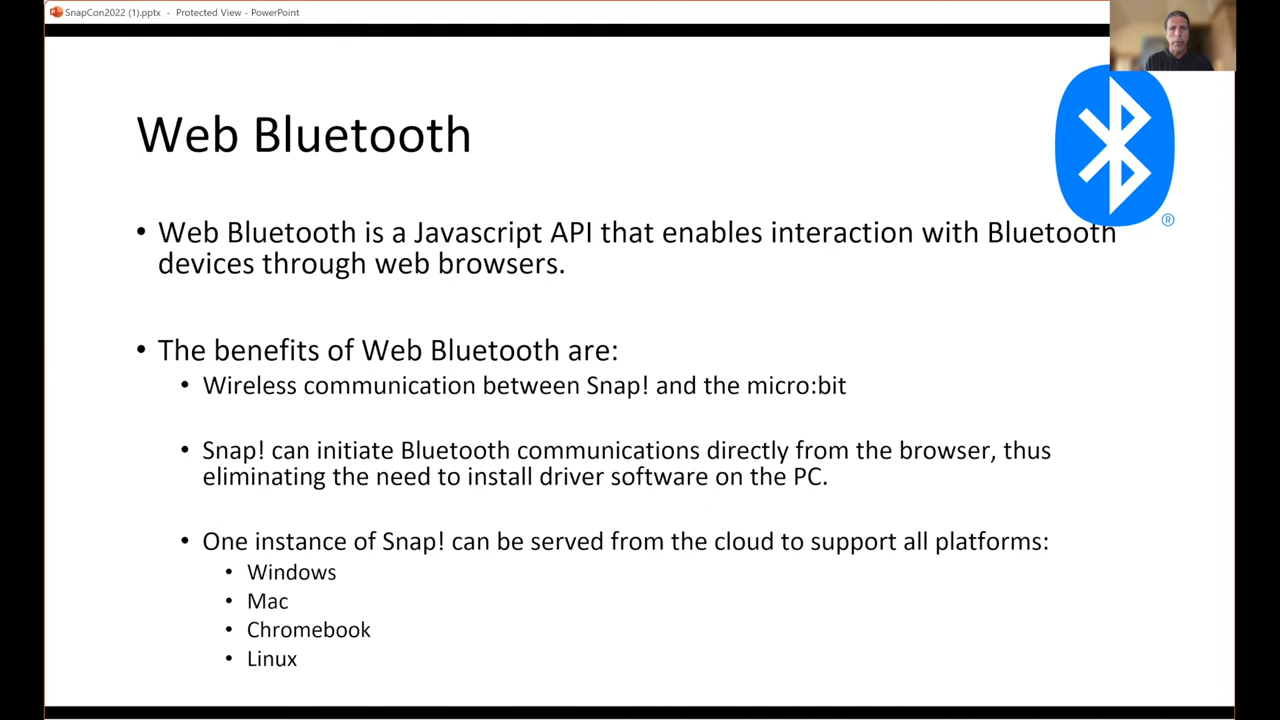 SnapCon2022 (1).pptx - Protected View - PowerPoint
Web Bluetooth
• Web Bluetooth is a Javascript API that enables interaction with Bluetooth
devices through web browsers.
• The benefits of Web Bluetooth are:
• Wireless communication between Snap! and the micro:bit
• Snap! can initiate Bluetooth communications directly from the browser, thus
eliminating the need to install driver software on the PC.
• One instance of Snap! can be served from the cloud to support all platforms:
• Windows
• Mac
• Chromebook
• Linux
®